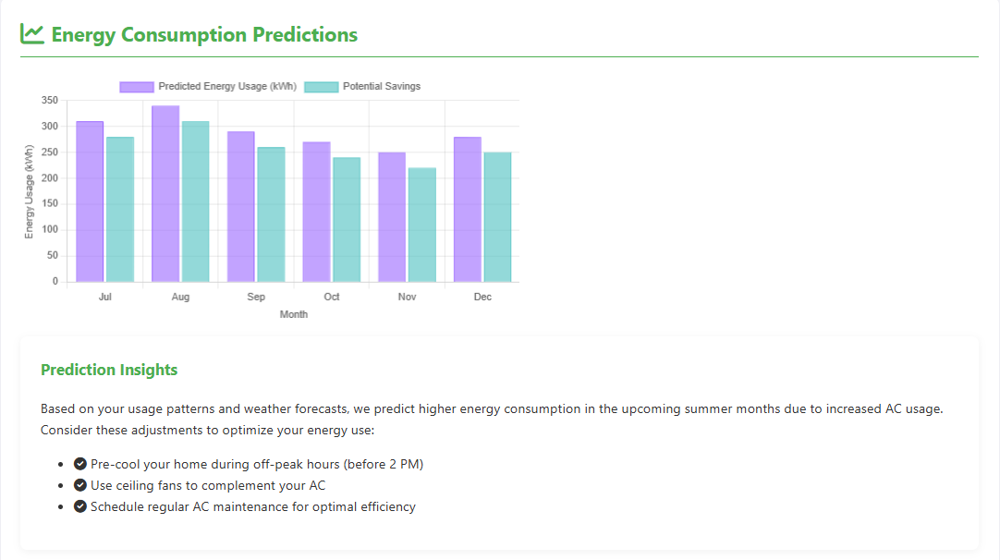 Energy Consumption Predictions
Predicted Energy Usage (kWh) Potential Savings
350
300
250
200
150
100
50
0
Energy Usage (kWh)
Jul Aug Sep Oct Nov Dec
Month
Prediction Insights
Based on your usage patterns and weather forecasts, we predict higher energy consumption in the upcoming summer months due to increased AC usage.
Consider these adjustments to optimize your energy use:
Pre-cool your home during off-peak hours (before 2 PM)
Use ceiling fans to complement your AC
Schedule regular AC maintenance for optimal efficiency